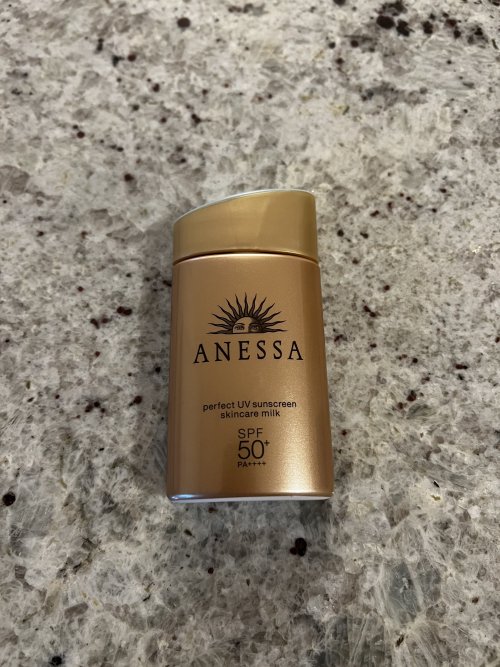 ANESSA
perfect UV sunscreen
skincare milk
SPF
50+
PA++++